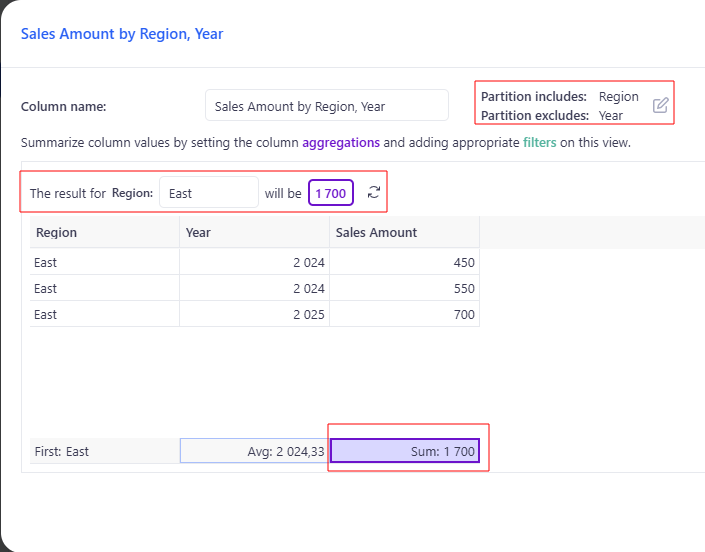 Sales Amount by Region, Year
Column name: Sales Amount by Region, Year Partition includes: Region
Partition excludes: Year
Summarize column values by setting the column aggregations and adding appropriate filters on this view.
The result for Region: East will be 1 700
Region Year Sales Amount
East 2 024 450
East 2 024 550
East 2 025 700
First: East Avg: 2 024,33 Sum: 1 700